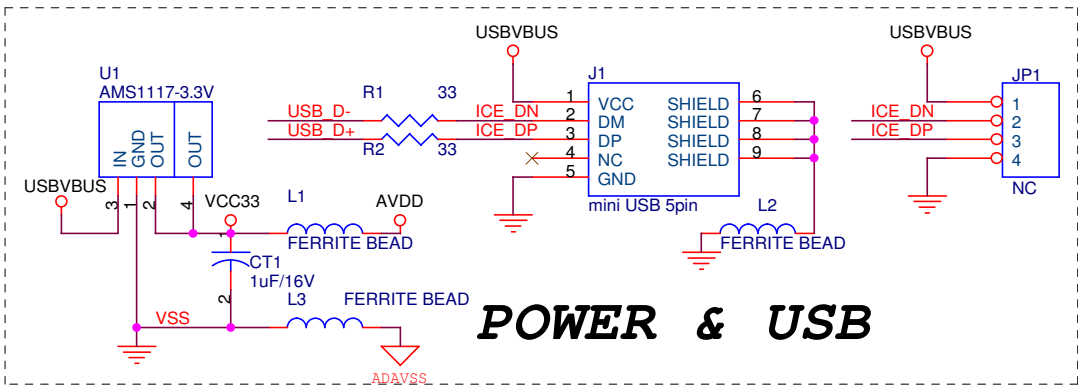 USBVBUS
USBVBUS
U1
AMS1117-3.3V
J1
JP1
R1 33
USB_D-
ICE_DN
USB_D+
ICE_DP
R2 33
1 VCC SHIELD 6
2 DM SHIELD 7
3 DP SHIELD 8
4 NC SHIELD 9
5 GND
mini USB 5pin
ICE_DN
ICE_DP
1
2
3
4
NC
IN
GND
OUT
OUT
3
1
2
4
USBVBUS
VCC33
L1
AVDD
FERRITE BEAD
1
CT1
1uF/16V
2
L2
FERRITE BEAD
L3
FERRITE BEAD
VSS
ADAVSS
POWER & USB